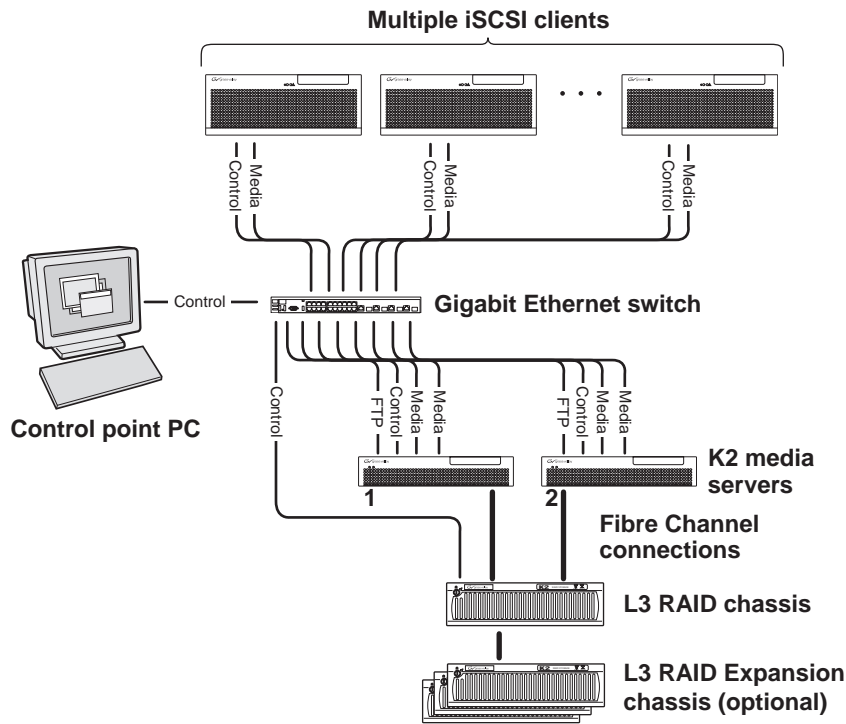 Multiple iSCSI clients
. . .
Control
Media
Control
Media
Control
Media
Control
Gigabit Ethernet switch
Control point PC
Control
FTP
Control
Media
Media
FTP
Control
Media
Media
1
2
K2 media
servers
Fibre Channel
connections
K2
L3 RAID chassis
K2
L3 RAID Expansion
chassis (optional)